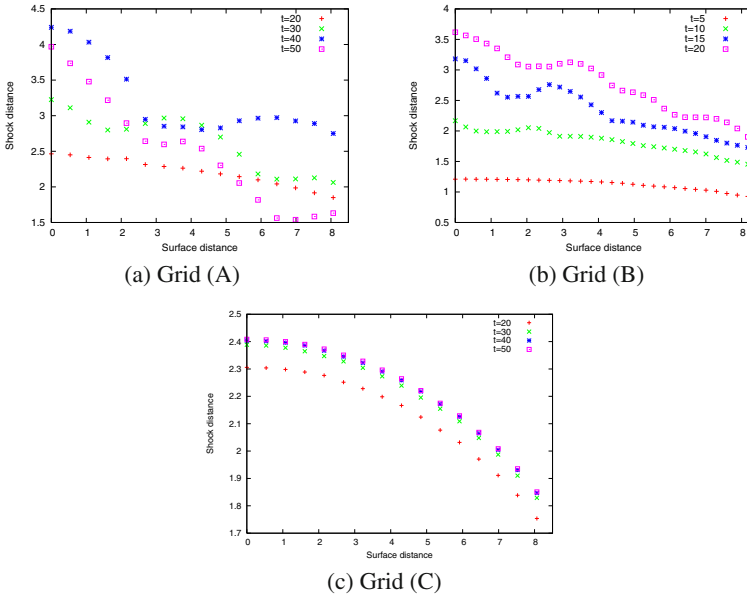 4.5
4
3.5
3
2.5
2
1.5
Shock distance
0 1 2 3 4 5 6 7 8
Surface distance
t=20
t=30
t=40
t=50
(a) Grid (A)
4
3.5
3
2.5
2
1.5
1
0.5
Shock distance
0 1 2 3 4 5 6 7 8
Surface distance
t=5
t=10
t=15
t=20
(b) Grid (B)
2.5
2.4
2.3
2.2
2.1
2
1.9
1.8
1.7
Shock distance
0 1 2 3 4 5 6 7 8
Surface distance
t=20
t=30
t=40
t=50
(c) Grid (C)